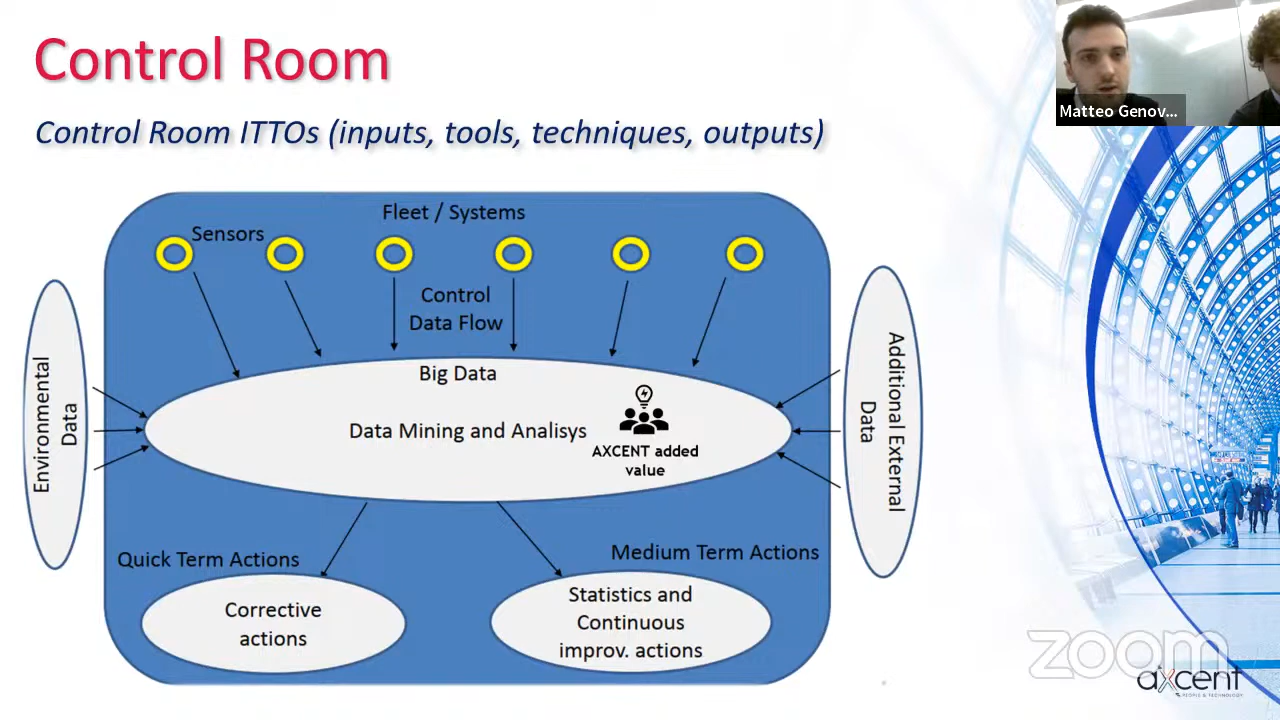 Control Room
Matteo Genov...
Control Room ITTOs (inputs, tools, techniques, outputs)
Fleet / Systems
Sensors
Control
Data Flow
Environmental
Data
Big Data
Data Mining and Analisys
AXCENT added
value
Additional External
Data
Quick Term Actions
Medium Term Actions
Corrective
actions
Statistics and
Continuous
improv. actions
zoom
axcent
PEOPLE & TECHNOLOGY